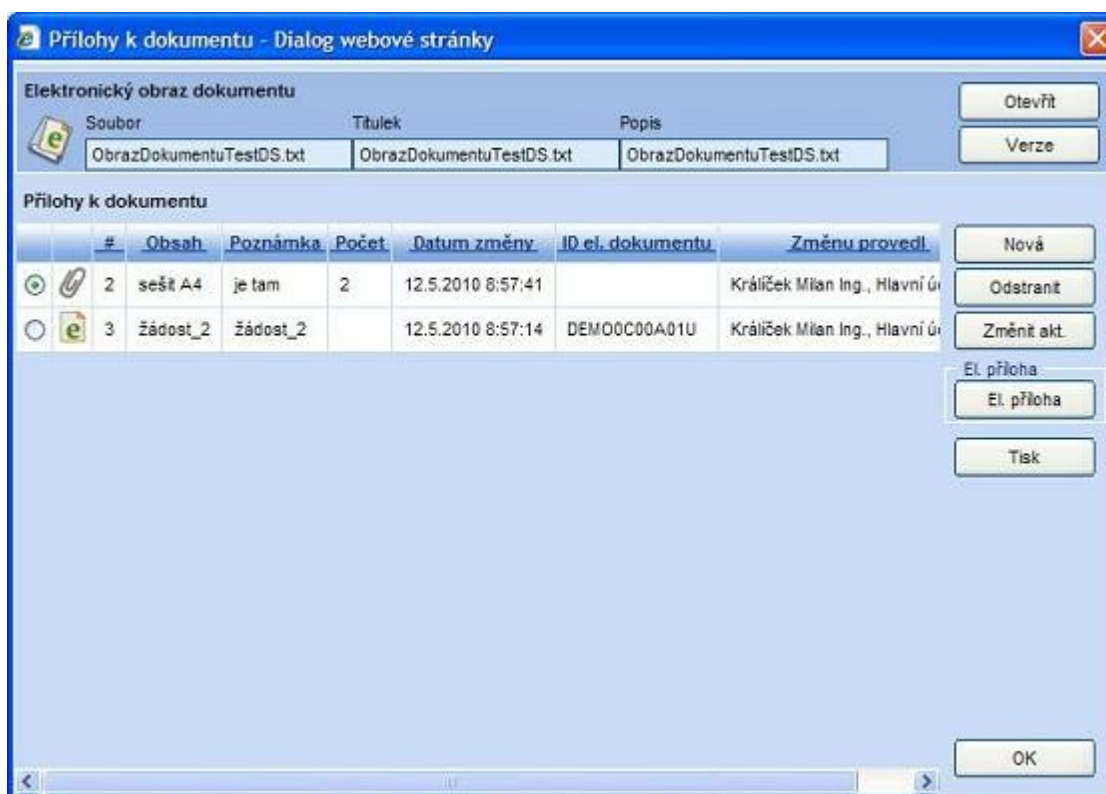 Přílohy k dokumentu - Dialog webové stránky
Elektronický obraz dokumentu
Soubor Titulek Popis
ObrazDokumentuTestDS.txt ObrazDokumentuTestDS.txt ObrazDokumentuTestDS.txt
Otevřít
Verze
Přílohy k dokumentu
# Obsah Poznámka Počet Datum změny ID el. dokumentu Změnu provedl
2 sešit A4 je tam 2 12.5.2010 8:57:41 Králíček Milan Ing., Hlavní ú
3 žádost_2 žádost_2 12.5.2010 8:57:14 DEMO0C00A01U Králíček Milan Ing., Hlavní ú
Nová
Odstranit
Změnit akt.
El. příloha
El. příloha
Tisk
OK